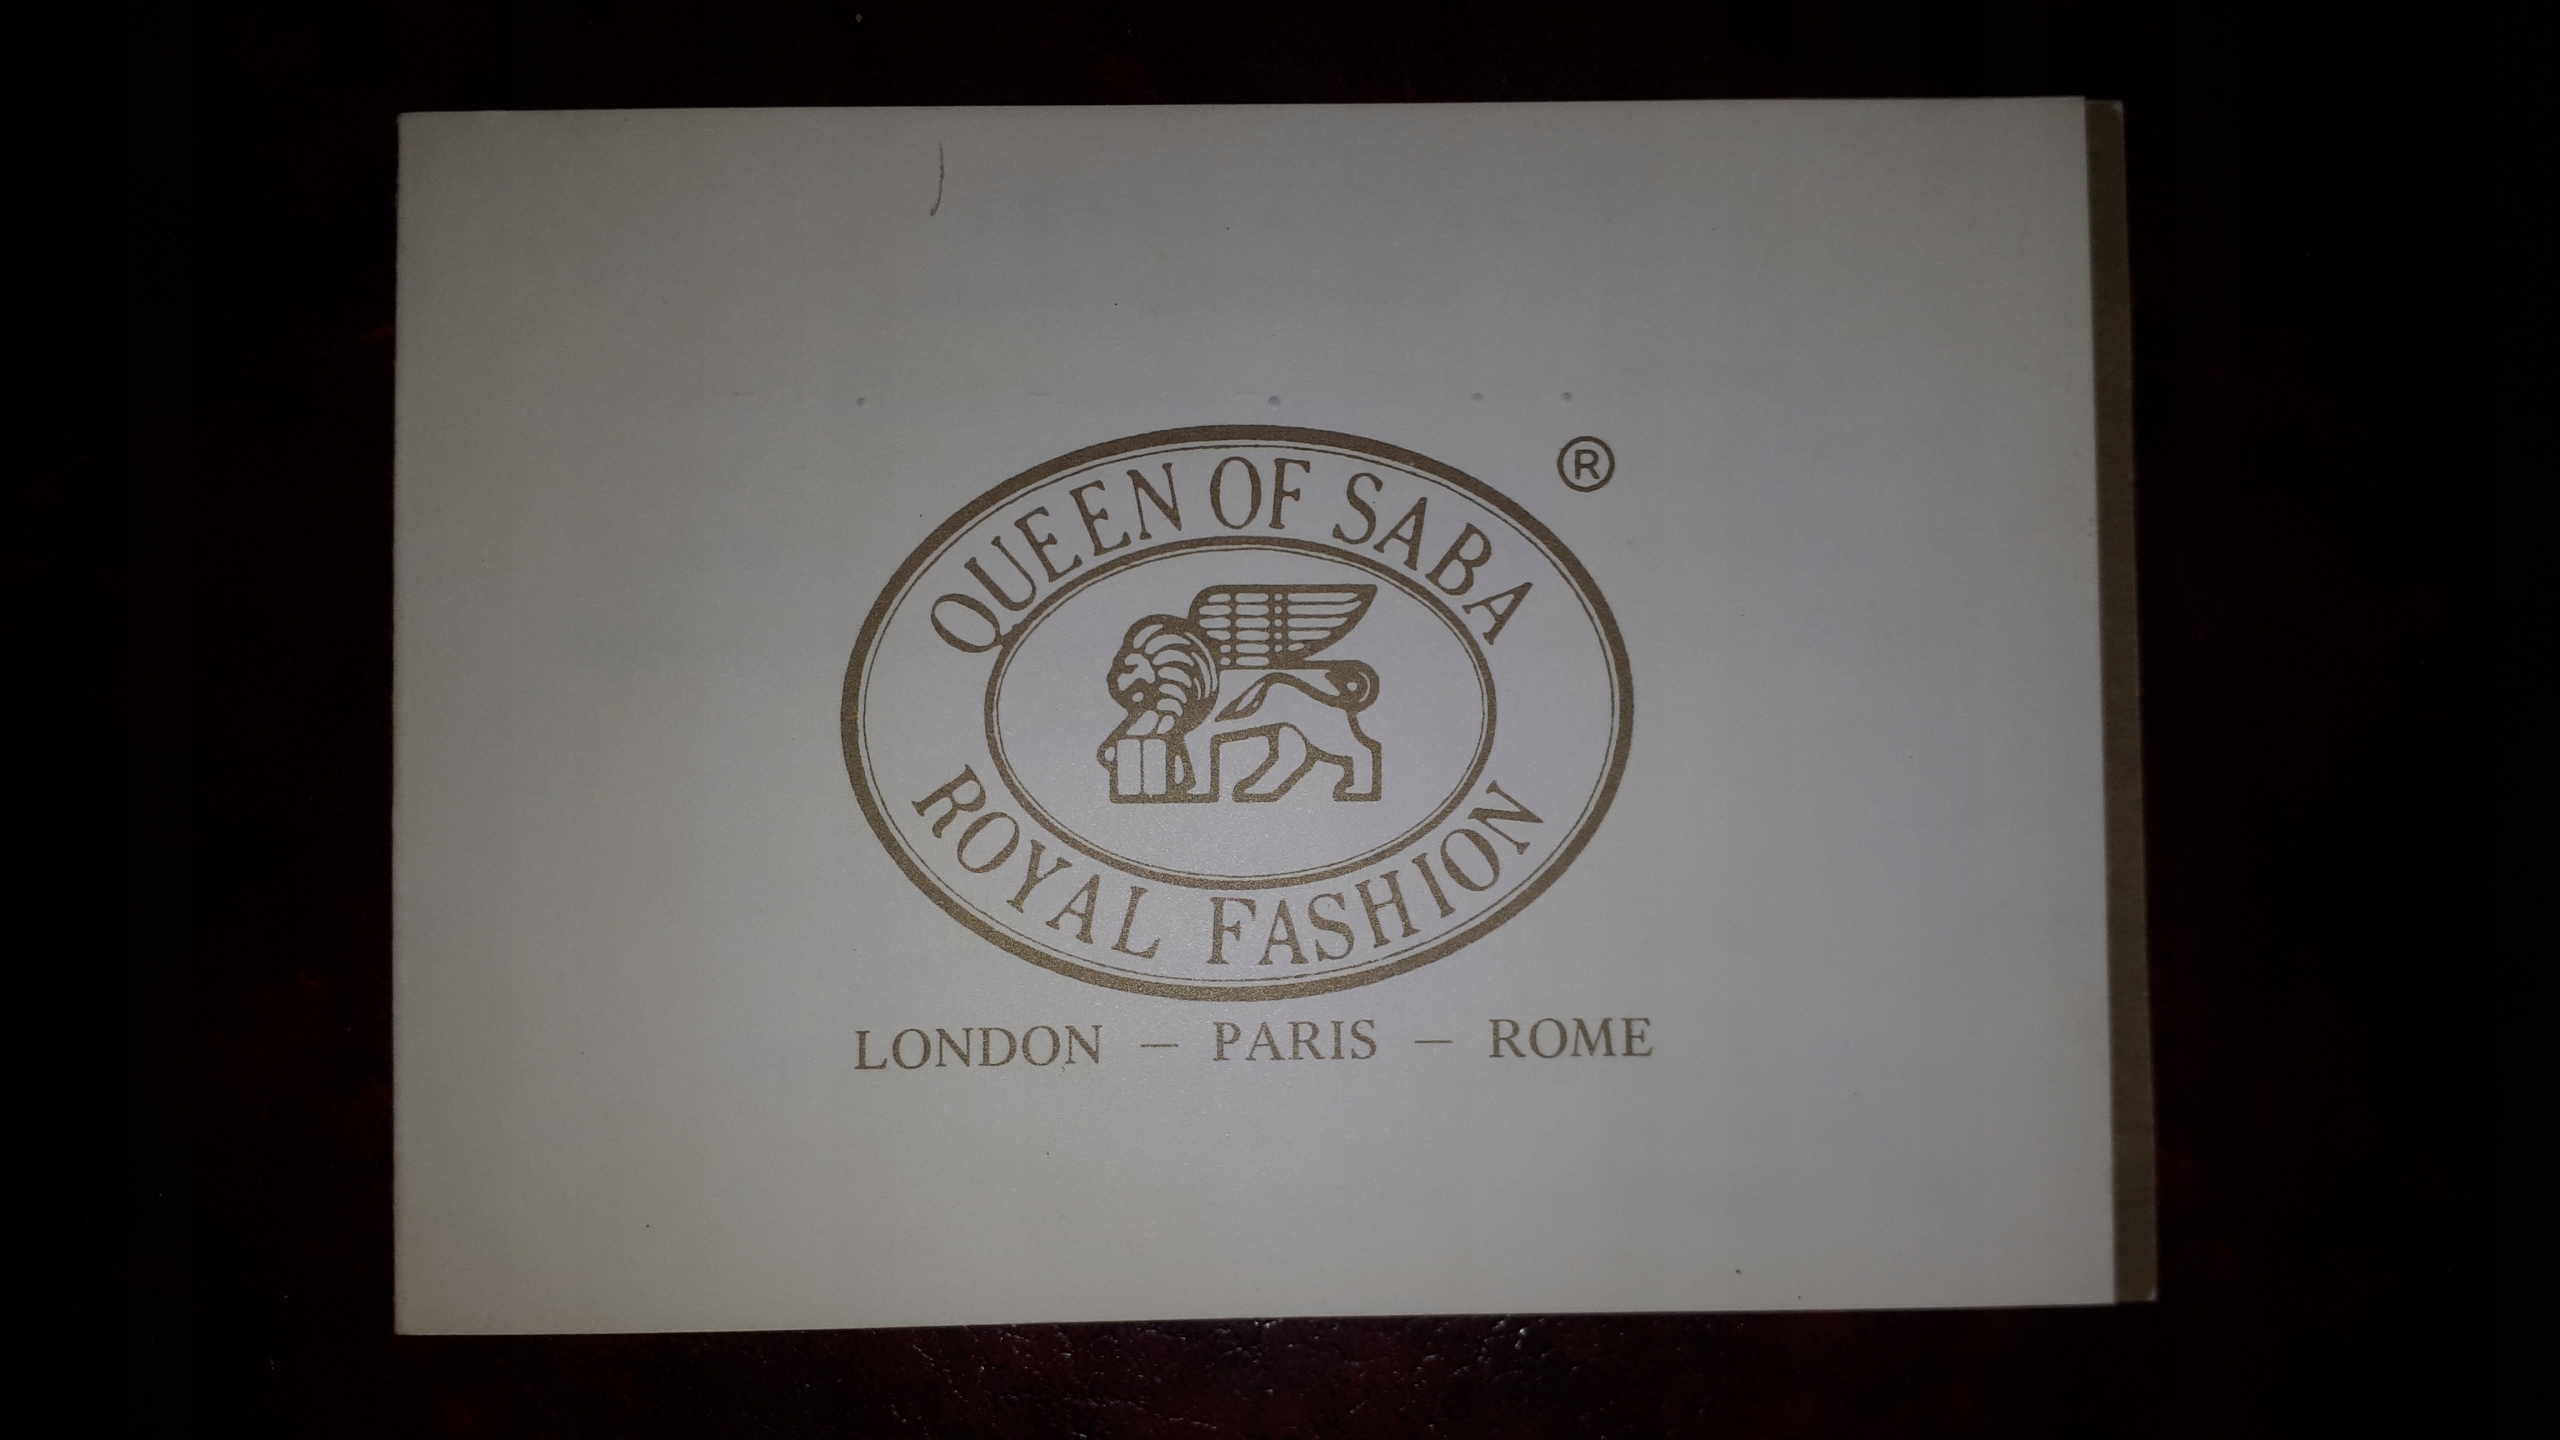 QUEEN OF SABA
®
ROYAL FASHION
LONDON — PARIS — ROME